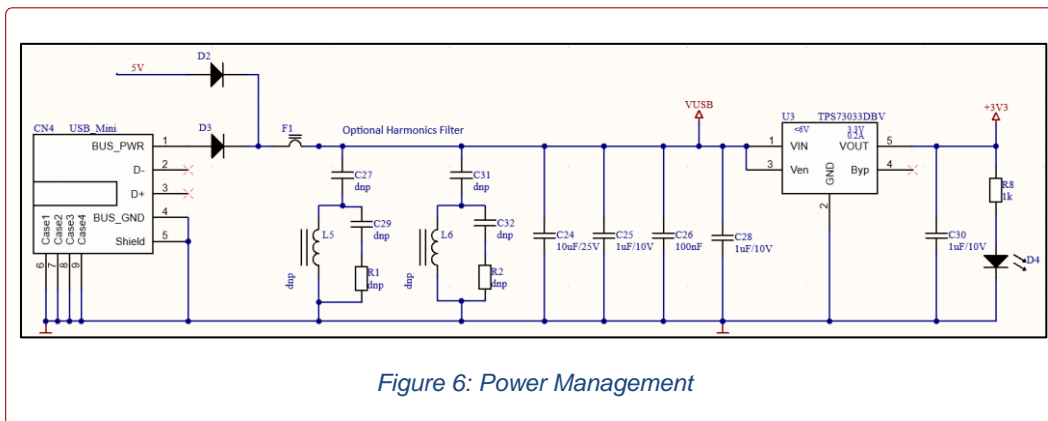 5V
D2
CN4 USB_Mini
BUS_PWR
1
D3
F1
Optional Harmonics Filter
D-
2
D+
3
BUS_GND
4
Shield
5
Case1
Case2
Case3
Case4
6
7
8
9
C27
dnp
L5
dnp
C29
dnp
R1
dnp
C31
dnp
L6
dnp
C32
dnp
R2
dnp
C24
10uF/25V
C25
1uF/10V
C26
100nF
VUSB
C28
1uF/10V
U3 TPS73033DBV
<6V
3.3V
0.2A
1
VIN
VOUT
5
3
Ven
Byp
4
GND
2
+3V3
C30
1uF/10V
R8
1k
D4
Figure 6: Power Management